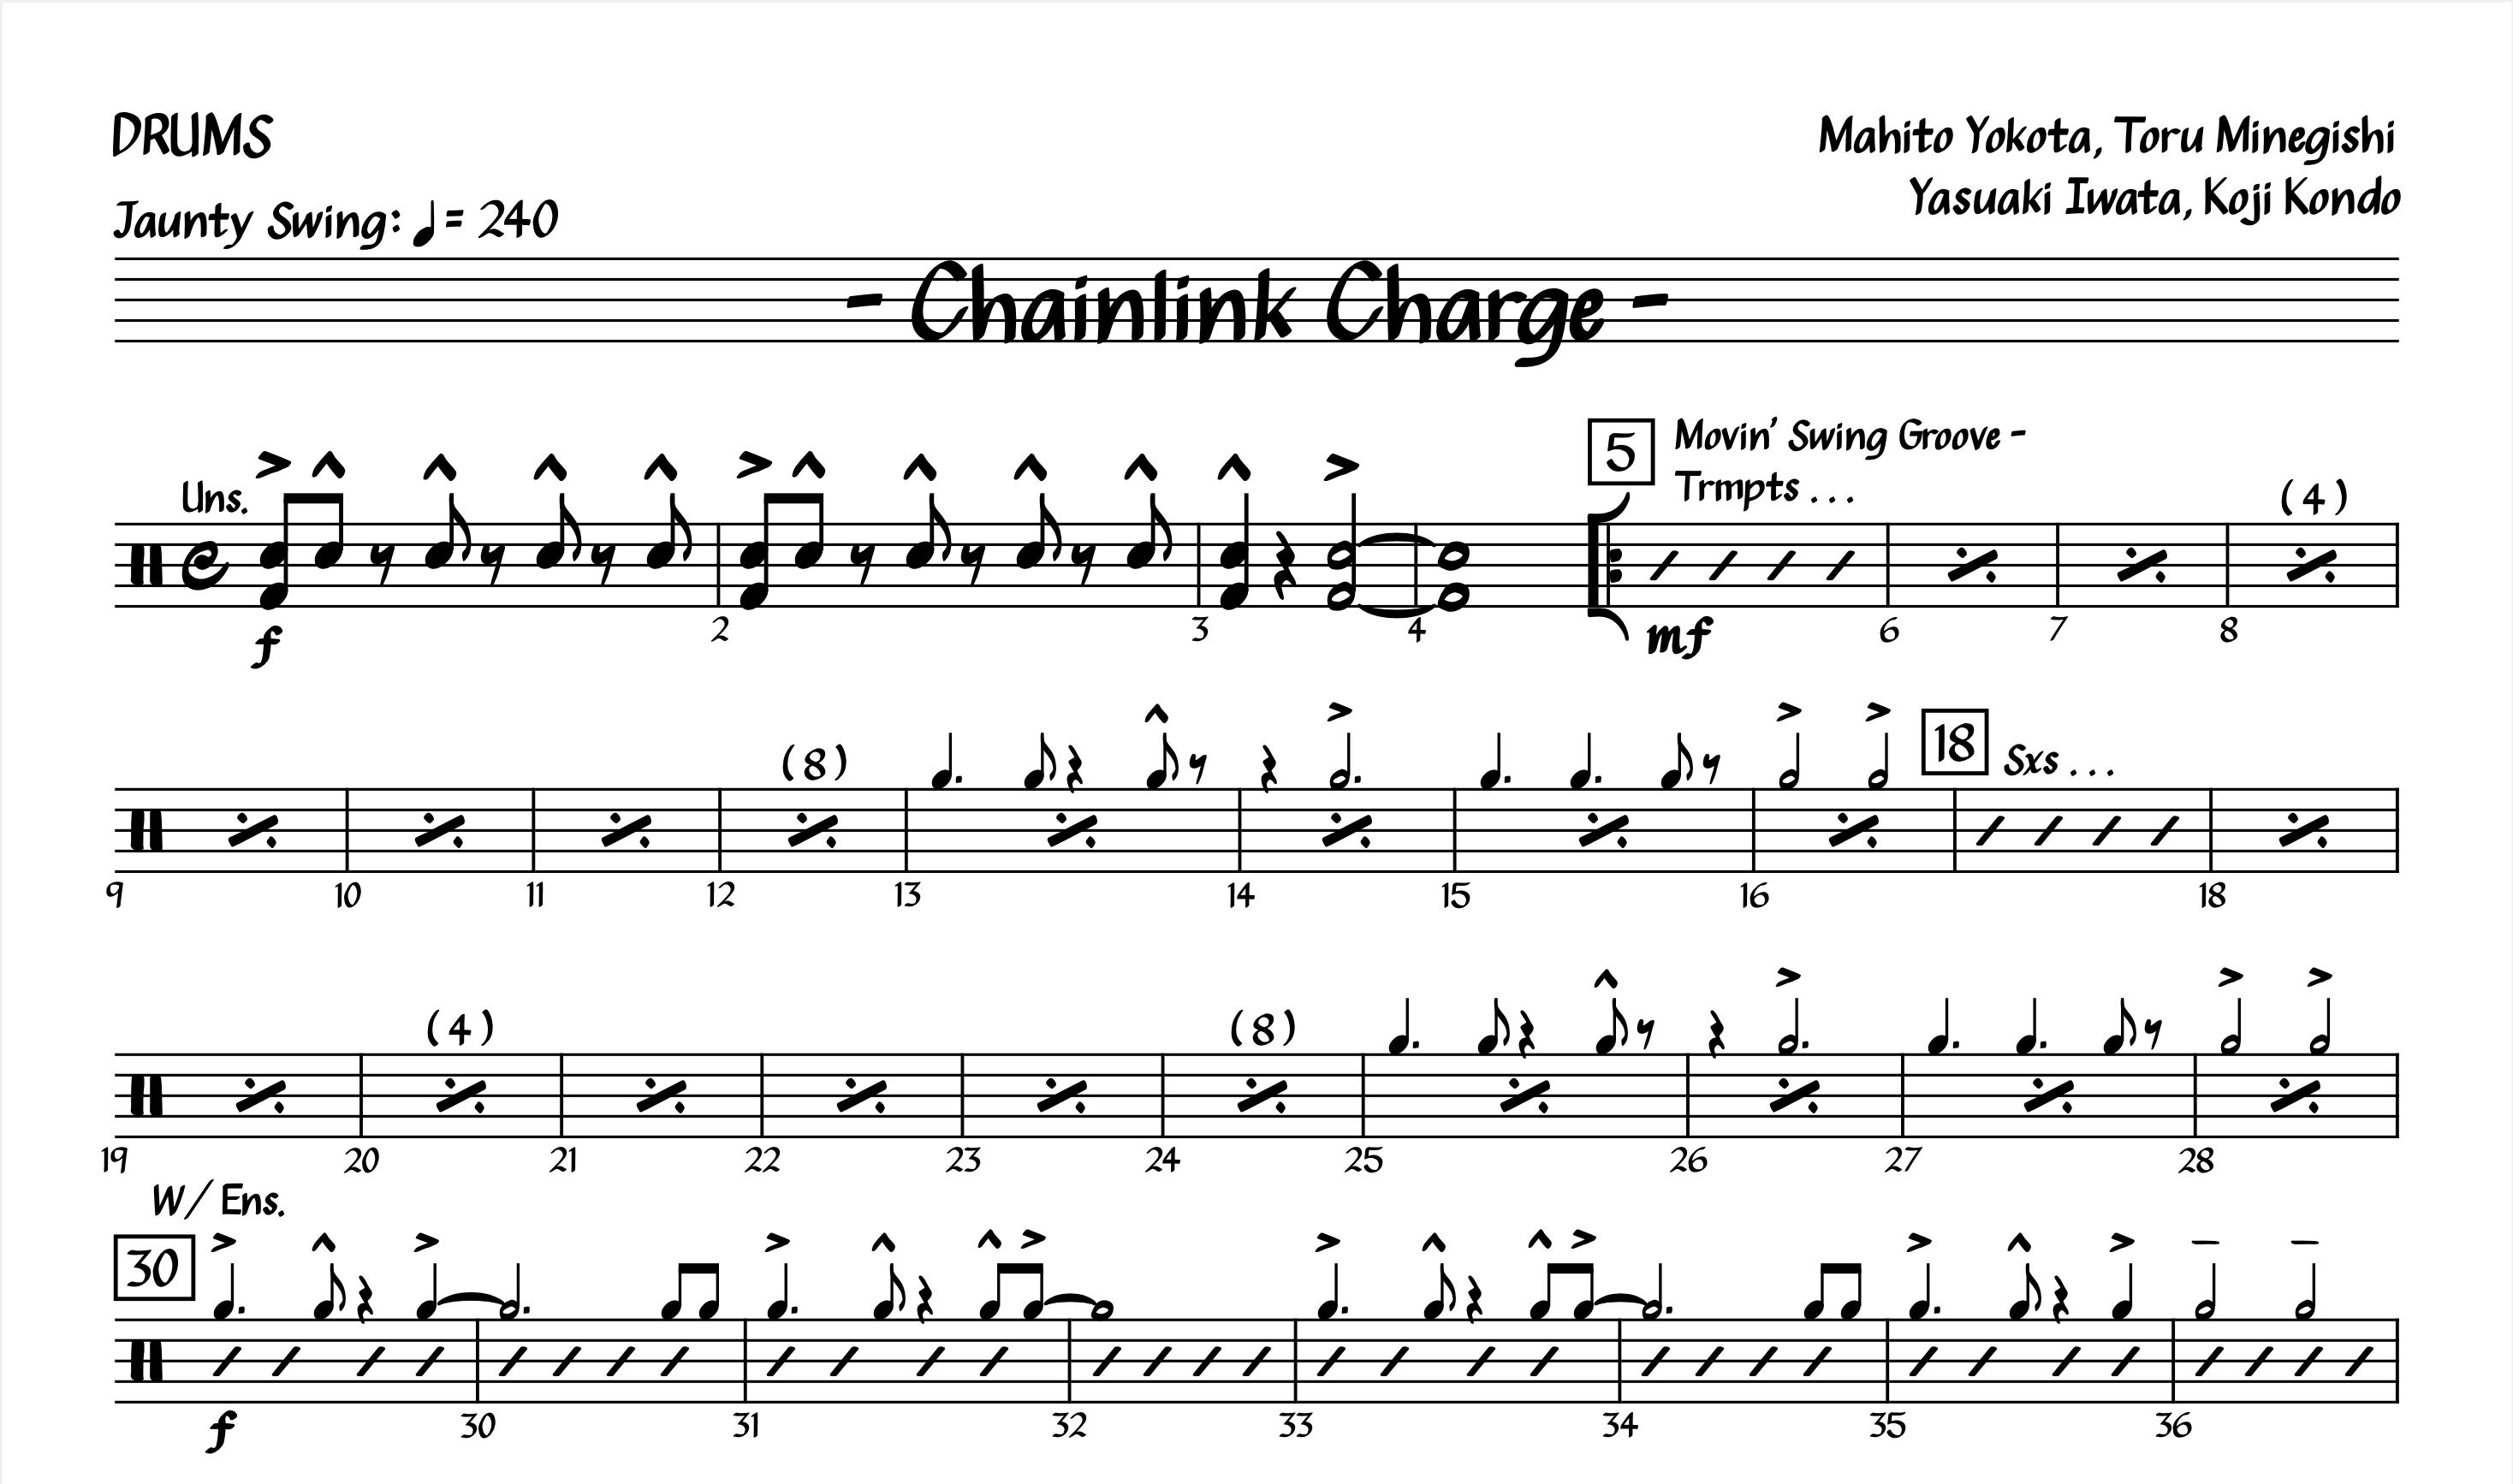 DRUMS
Mahito Yokota, Toru Minegishi
Yasuaki Iwata, Koji Kondo
Jaunty Swing: ♩ = 240
- Chainlink Charge -
5
Movin' Swing Groove -
Trmpts . . .
Uns.
( 4 )
f
2
3
4
mf
6
7
8
( 8 )
18
Sxs . . .
9
10
11
12
13
14
15
16
18
( 4 )
( 8 )
19
20
21
22
23
24
25
26
27
28
W/ Ens.
30
f
30
31
32
33
34
35
36